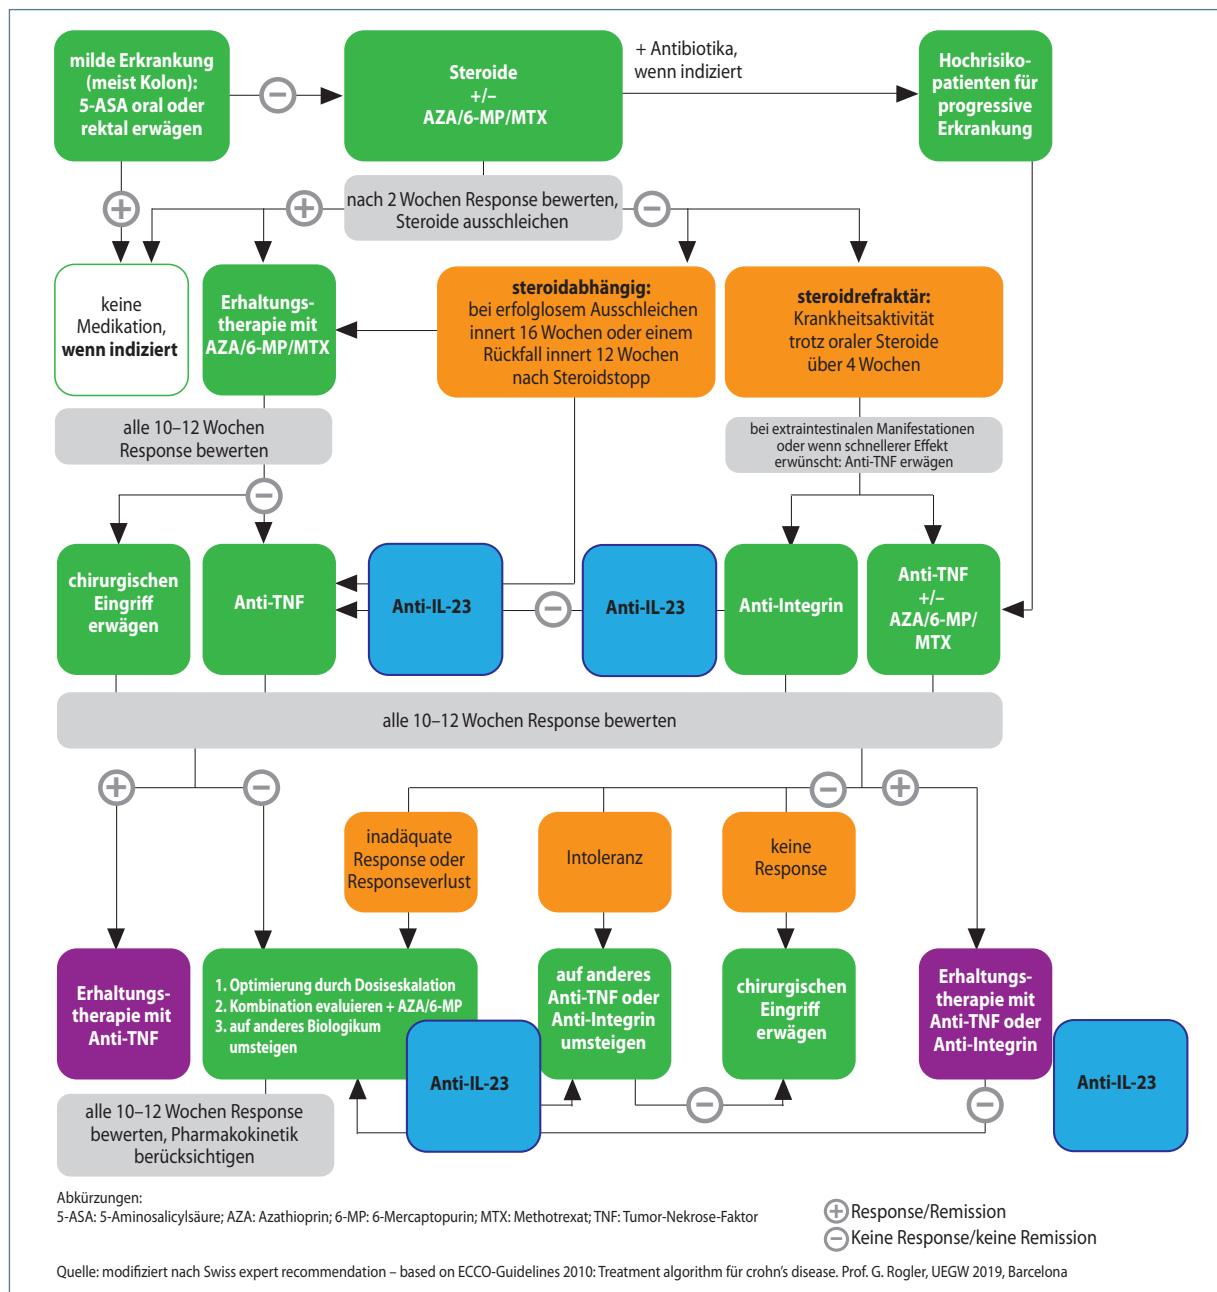 milde Erkrankung
(meist Kolon):
5-ASA oral oder
rektal erwägen
Steroide
+/–
AZA/6-MP/MTX
+ Antibiotika,
wenn indiziert
Hochrisiko-
patienten für
progressive
Erkrankung
nach 2 Wochen Response bewerten,
Steroide ausschleichen
keine
Medikation,
wenn indiziert
Erhaltungs-
therapie mit
AZA/6-MP/MTX
steroidabhängig:
bei erfolglosem Ausschleichen
innert 16 Wochen oder einem
Rückfall innert 12 Wochen
nach Steroidstopp
steroidrefraktär:
Krankheitsaktivität
trotz oraler Steroide
über 4 Wochen
alle 10–12 Wochen
Response bewerten
bei extraintestinalen Manifestationen
oder wenn schnellerer Effekt
erwünscht: Anti-TNF erwägen
chirurgischen
Eingriff
erwägen
Anti-TNF
Anti-IL-23
Anti-IL-23
Anti-Integrin
Anti-TNF
+/–
AZA/6-MP/
MTX
alle 10–12 Wochen Response bewerten
inadäquate
Response oder
Responseverlust
Intoleranz
keine
Response
Erhaltungs-
therapie mit
Anti-TNF
1. Optimierung durch Dosiseskalation
2. Kombination evaluieren + AZA/6-MP
3. auf anderes Biologikum
umsteigen
Anti-IL-23
auf anderes
Anti-TNF oder
Anti-Integrin
umsteigen
chirurgischen
Eingriff
erwägen
Erhaltungs-
therapie mit
Anti-TNF oder
Anti-Integrin
Anti-IL-23
alle 10–12 Wochen Response
bewerten, Pharmakokinetik
berücksichtigen
Abkürzungen:
5-ASA: 5-Aminosalicylsäure; AZA: Azathioprin; 6-MP: 6-Mercaptopurin; MTX: Methotrexat; TNF: Tumor-Nekrose-Faktor
Response/Remission
Keine Response/keine Remission
Quelle: modifiziert nach Swiss expert recommendation – based on ECCO-Guidelines 2010: Treatment algorithm für crohn's disease. Prof. G. Rogler, UEGW 2019, Barcelona